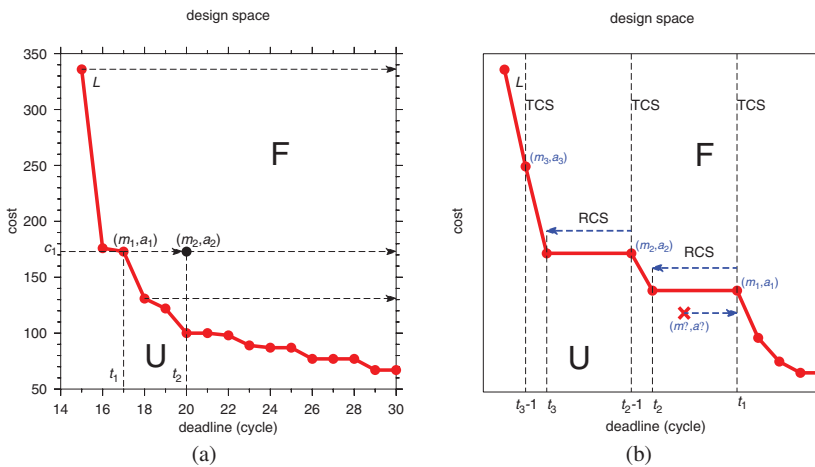 design space
350
300
250
200
c1
150
100
50
cost
L
F
(m1,a1)
(m2,a2)
U
t1
t2
14 16 18 20 22 24 26 28 30
deadline (cycle)
(a)
design space
cost
L
TCS TCS TCS
(m3,a3)
F
RCS
(m2,a2)
RCS
(m1,a1)
(m?,a?)
U
t3-1 t3 t2-1 t2 t1
deadline (cycle)
(b)